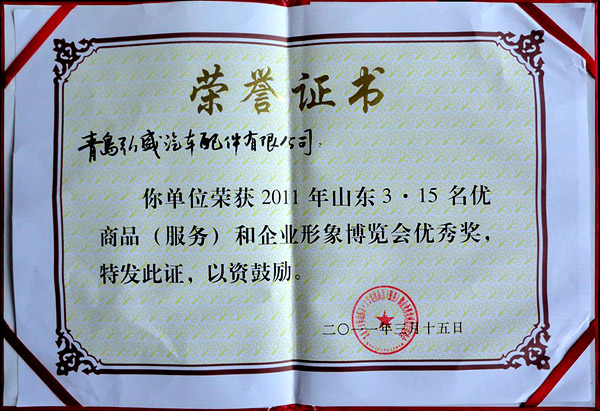 荣誉证书
青岛弘盛汽车配件有限公司：
你单位荣获2011年山东3·15名优
商品（服务）和企业形象博览会优秀奖，
特发此证，以资鼓励。
二〇一一年三月十五日